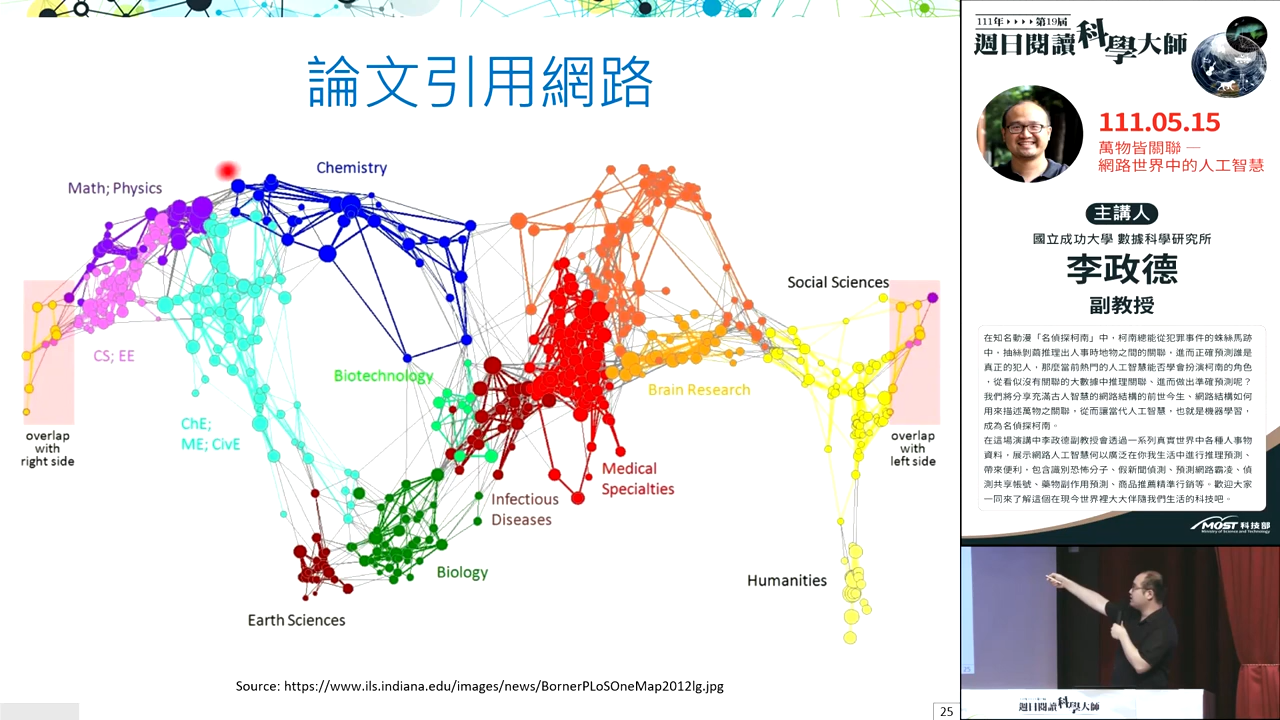 論文引用網路
Math; Physics
Chemistry
Social Sciences
CS; EE
Biotechnology
Brain Research
ChE;
ME; CivE
overlap
with
right side
overlap
with
left side
Medical
Specialties
Infectious
Diseases
Biology
Humanities
Earth Sciences
Source: https://www.ils.indiana.edu/images/news/BornerPLoSOneMap2012lg.jpg
25
111年 第19屆
週日閱讀科學大師
111.05.15
萬物皆關聯 —
網路世界中的人工智慧
主講人
國立成功大學 數據科學研究所
李政德
副教授
在知名動漫「名偵探柯南」中，柯南總能從犯罪事件的蛛絲馬跡
中，抽絲剝繭推理出人事時地物之間的關聯，進而正確預測誰是
真正的犯人，那麼當前熱門的人工智慧能否學會扮演柯南的角色
，從看似沒有關聯的大數據中推理關聯、進而做出準確預測呢？
我們將分享充滿古人智慧的網路結構的前世今生、網路結構如何
用來描述萬物之關聯，從而讓當代人工智慧，也就是機器學習，
成為名偵探柯南。
在這場演講中李政德副教授會透過一系列真實世界中各種人事物
資料，展示網路人工智慧何以廣泛在你我生活中進行推理預測、
帶來便利，包含識別恐怖分子、假新聞偵測、預測網路霸凌、偵
測共享帳號、藥物副作用預測、商品推薦精準行銷等。歡迎大家
一同來了解這個在現今世界裡大大伴隨我們生活的科技吧。
MOST 科技部
Ministry of Science and Technology
25
週日閱讀科學大師